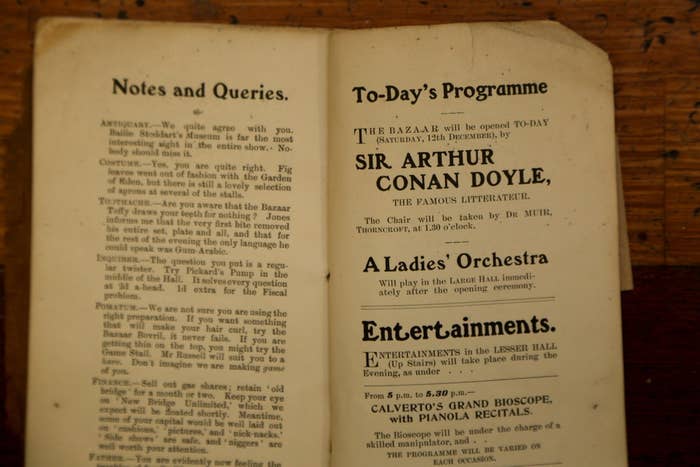 Notes and Queries.
ANTIQUARY.—We quite agree with you.
Bailie Stoddart's Museum is far the most
interesting sight in the entire show. No-
body should miss it.
COSTUME.—Yes, you are quite right. Fig
leaves went out of fashion with the Garden
of Eden, but there is still a lovely selection
of aprons at several of the stalls.
TOOTHACHE.—Are you aware that the Bazaar
Toffy draws your teeth for nothing? Jones
informs me that the very first bite removed
his entire set, plate and all, and that for
the rest of the evening the only language he
could speak was Gum-Arabic.
INQUIRER.—The question you put is a regu-
lar twister. Try Pickard's Pump in the
middle of the Hall. It solves every question
at 2d a-head. 1d extra for the Fiscal
problem.
POMATUM.—We are not sure you are using the
right preparation. If you want something
that will make your hair curl, try the
Bazaar Bovril, it never fails. If you are
getting thin on the top, you might try the
Game Stall. Mr Russell will suit you to a
hare. Don't imagine we are making game
of you.
FINANCE.—Sell out gas shares; retain 'old
bridge' for a month or two. Keep your eye
on 'New Bridge Unlimited,' which we
expect will be floated shortly. Meantime,
some of your capital would be well laid out
on 'cushions,' 'pictures,' and 'nick-nacks.'
'Side shows' are safe, and 'niggers' are
well worth your attention.
FATHER.—You are evidently now feeling the
To-Day's Programme
THE BAZAAR will be opened TO-DAY
(SATURDAY, 12th DECEMBER), by
SIR ARTHUR
CONAN DOYLE,
THE FAMOUS LITTERATEUR.
The Chair will be taken by DR MUIR,
THORNCROFT, at 1.30 o'clock.
A Ladies' Orchestra
Will play in the LARGE HALL immedi-
ately after the opening ceremony.
Entertainments.
ENTERTAINMENTS in the LESSER HALL
(Up Stairs) will take place during the
Evening, as under . . .
From 5 p.m. to 5.30 p.m.—
CALVERTO'S GRAND BIOSCOPE,
with PIANOLA RECITALS.
The Bioscope will be under the charge of a
skilled manipulator, and . .
THE PROGRAMME WILL BE VARIED ON
EACH OCCASION.